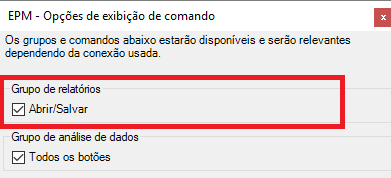 EPM - Opções de exibição de comando
x
Os grupos e comandos abaixo estarão disponíveis e serão relevantes
dependendo da conexão usada.
Grupo de relatórios
Abrir/Salvar
Grupo de análise de dados
Todos os botões